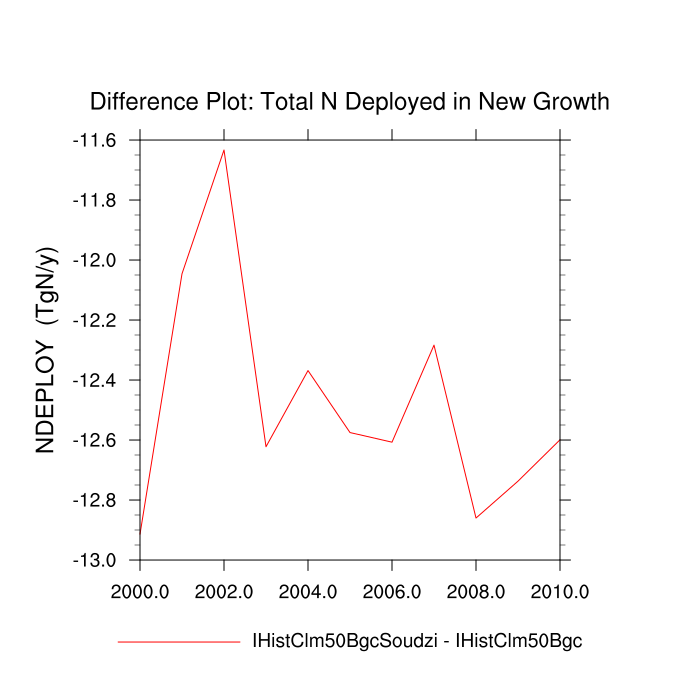 Difference Plot: Total N Deployed in New Growth
NDEPLOY (TgN/y)
-11.6
-11.8
-12.0
-12.2
-12.4
-12.6
-12.8
-13.0
2000.0 2002.0 2004.0 2006.0 2008.0 2010.0
IHistClm50BgcSoudzi - IHistClm50Bgc